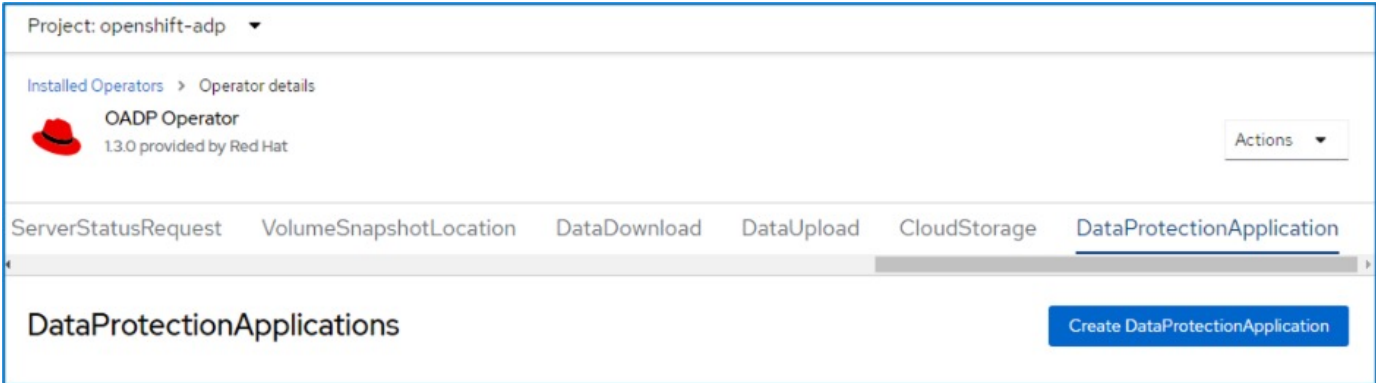 Project: openshift-adp
Installed Operators > Operator details
OADP Operator
1.3.0 provided by Red Hat
Actions
ServerStatusRequest VolumeSnapshotLocation DataDownload DataUpload CloudStorage DataProtectionApplication
DataProtectionApplications
Create DataProtectionApplication